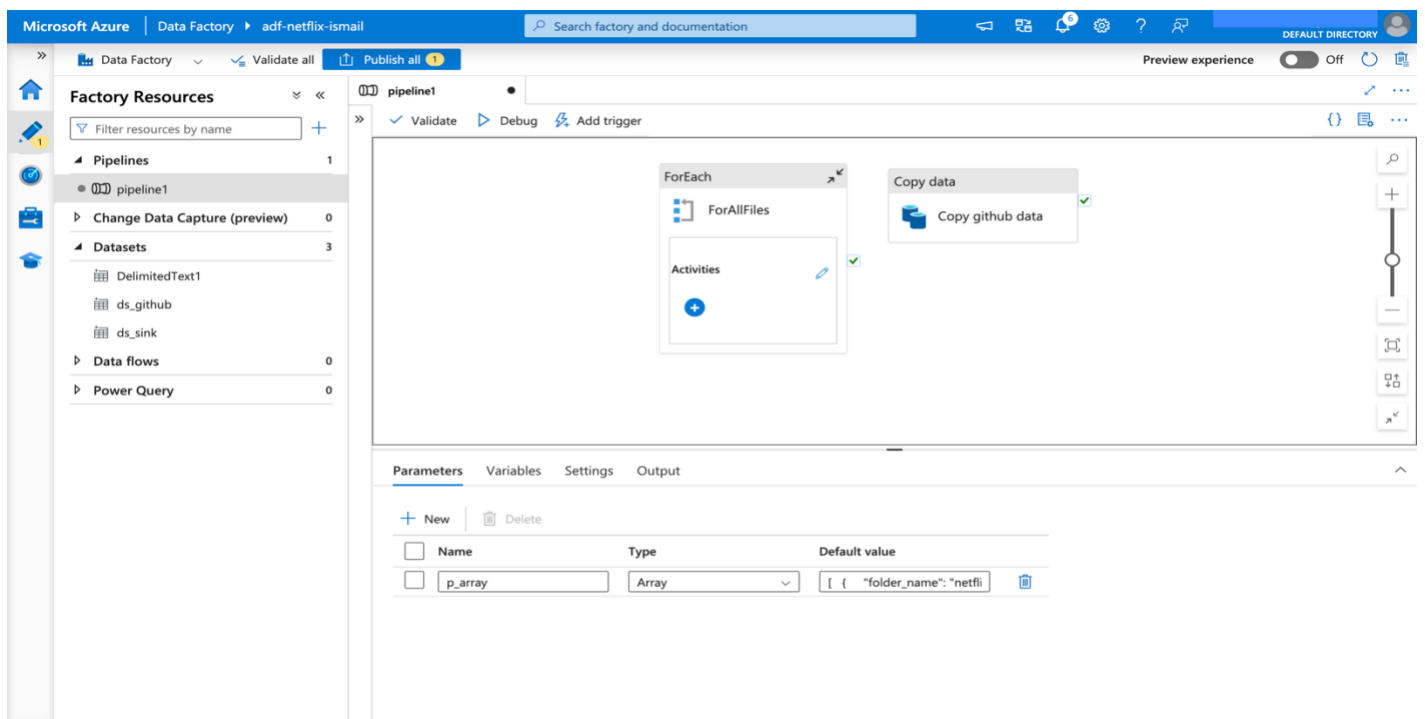 Microsoft Azure Data Factory adf-netflix-ismail Search factory and documentation 6 ? DEFAULT DIRECTORY
Data Factory Validate all Publish all 1 Preview experience Off
Factory Resources
Filter resources by name
1
Pipelines 1
pipeline1
Change Data Capture (preview) 0
Datasets 3
DelimitedText1
ds_github
ds_sink
Data flows 0
Power Query 0
pipeline1
Validate Debug Add trigger {}
ForEach
ForAllFiles
Activities
Copy data
Copy github data
Parameters Variables Settings Output
New Delete
Name Type Default value
p_array Array [ { "folder_name": "netfli